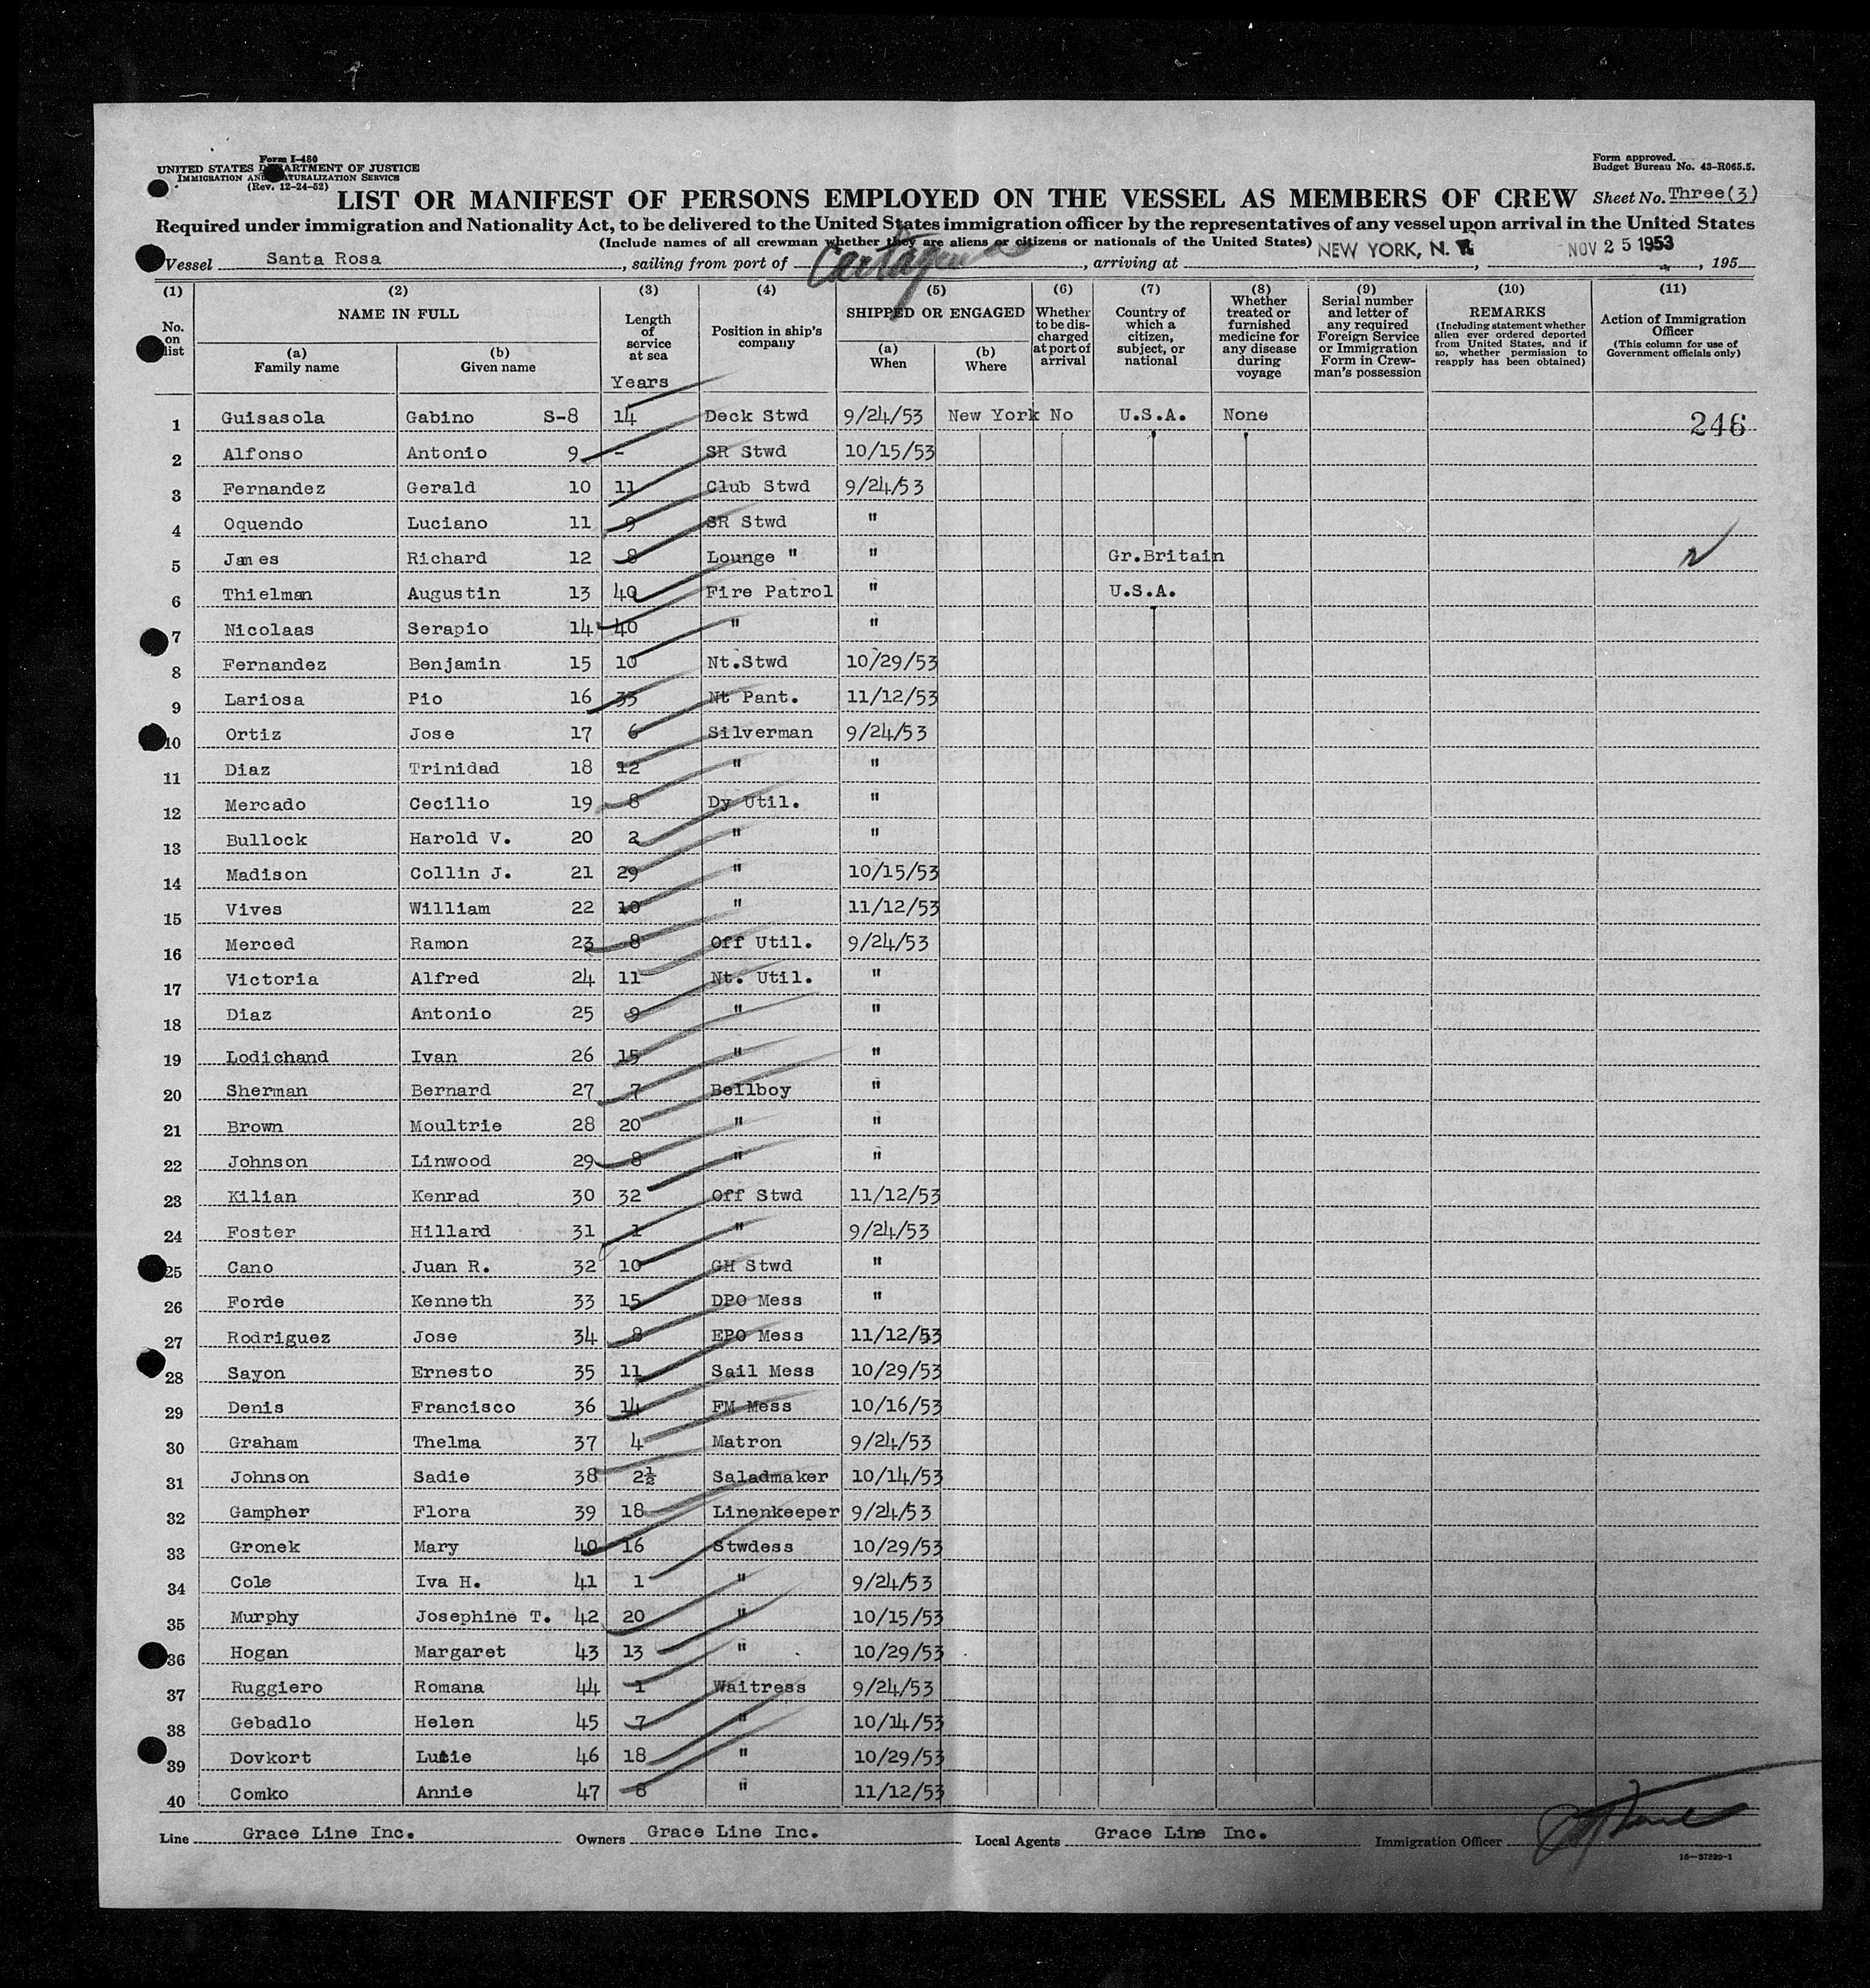 Form I-480
UNITED STATES DEPARTMENT OF JUSTICE
IMMIGRATION AND NATURALIZATION SERVICE
(Rev. 12-24-52)
Form approved.
Budget Bureau No. 43-R065.5.
LIST OR MANIFEST OF PERSONS EMPLOYED ON THE VESSEL AS MEMBERS OF CREW Sheet No. Three(3)
Required under immigration and Nationality Act, to be delivered to the United States immigration officer by the representatives of any vessel upon arrival in the United States
(Include names of all crewman whether they are aliens or citizens or nationals of the United States)
Vessel Santa Rosa, sailing from port of Cartagena, arriving at NEW YORK, N. Y., NOV 25 1953, 195
(1) No. on list
(2) NAME IN FULL
(a) Family name
(b) Given name
(3) Length of service at sea
Years
(4) Position in ship's company
(5) SHIPPED OR ENGAGED
(a) When
(b) Where
(6) Whether to be discharged at port of arrival
(7) Country of which a citizen, subject, or national
(8) Whether treated or furnished medicine for any disease during voyage
(9) Serial number and letter of any required Foreign Service or Immigration Form in Crewman's possession
(10) REMARKS (Including statement whether alien ever ordered deported from United States, and if so, whether permission to reapply has been obtained)
(11) Action of Immigration Officer (This column for use of Government officials only)
1 Guisasola Gabino S-8 14 Deck Stwd 9/24/53 New York No U.S.A. None 246
2 Alfonso Antonio 9 - SR Stwd 10/15/53
3 Fernandez Gerald 10 11 Club Stwd 9/24/53
4 Oquendo Luciano 11 9 SR Stwd "
5 James Richard 12 8 Lounge " " Gr.Britain
6 Thielman Augustin 13 40 Fire Patrol " U.S.A.
7 Nicolaas Serapio 14 40 " "
8 Fernandez Benjamin 15 10 Nt.Stwd 10/29/53
9 Lariosa Pio 16 33 Nt Pant. 11/12/53
10 Ortiz Jose 17 6 Silverman 9/24/53
11 Diaz Trinidad 18 12 " "
12 Mercado Cecilio 19 8 Dy Util. "
13 Bullock Harold V. 20 2 " "
14 Madison Collin J. 21 29 " 10/15/53
15 Vives William 22 10 " 11/12/53
16 Merced Ramon 23 8 Off Util. 9/24/53
17 Victoria Alfred 24 11 Nt. Util. "
18 Diaz Antonio 25 9 " "
19 Lodichand Ivan 26 15 " "
20 Sherman Bernard 27 7 Bellboy "
21 Brown Moultrie 28 20 " "
22 Johnson Linwood 29 8 " "
23 Kilian Kenrad 30 32 Off Stwd 11/12/53
24 Foster Hillard 31 1 " 9/24/53
25 Cano Juan R. 32 10 GH Stwd "
26 Forde Kenneth 33 15 DPO Mess "
27 Rodriguez Jose 34 8 EPO Mess 11/12/53
28 Sayon Ernesto 35 11 Sail Mess 10/29/53
29 Denis Francisco 36 14 FM Mess 10/16/53
30 Graham Thelma 37 4 Matron 9/24/53
31 Johnson Sadie 38 2½ Saladmaker 10/14/53
32 Gampher Flora 39 18 Linenkeeper 9/24/53
33 Gronek Mary 40 16 Stwdess 10/29/53
34 Cole Iva H. 41 1 " 9/24/53
35 Murphy Josephine T. 42 20 " 10/15/53
36 Hogan Margaret 43 13 " 10/29/53
37 Ruggiero Romana 44 1 Waitress 9/24/53
38 Gebadlo Helen 45 7 " 10/14/53
39 Dovkort 46 18 " 10/29/53
40 Comko Annie 47 8 " 11/12/53
Line Grace Line Inc. Owners Grace Line Inc. Local Agents Grace Line Inc. Immigration Officer
16-37829-1